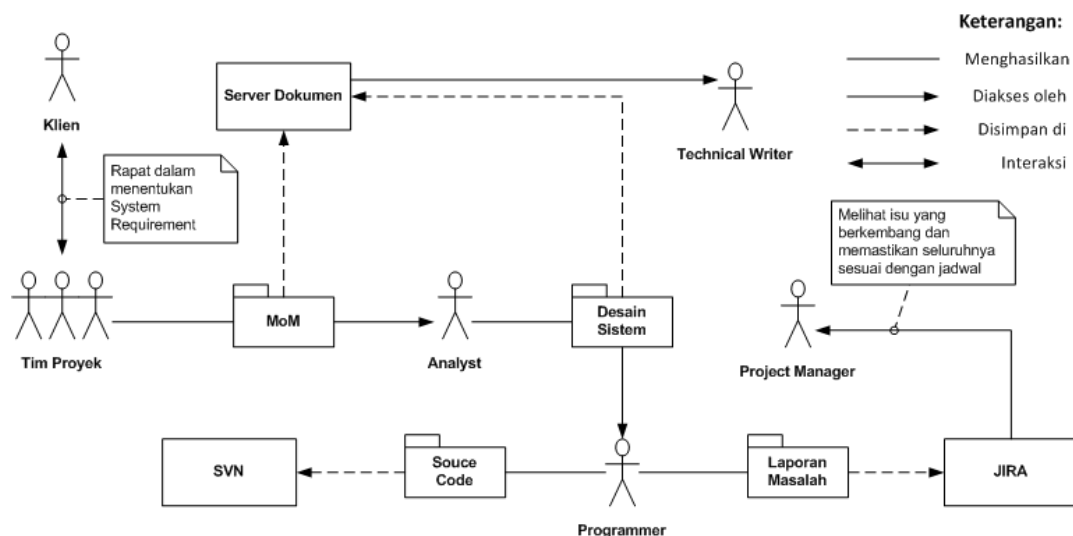 Keterangan:
Menghasilkan
Diakses oleh
Disimpan di
Interaksi
Klien
Server Dokumen
Technical Writer
Rapat dalam
menentukan
System
Requirement
Melihat isu yang
berkembang dan
memastikan seluruhnya
sesuai dengan jadwal
Tim Proyek
MoM
Analyst
Desain
Sistem
Project Manager
SVN
Souce
Code
Programmer
Laporan
Masalah
JIRA